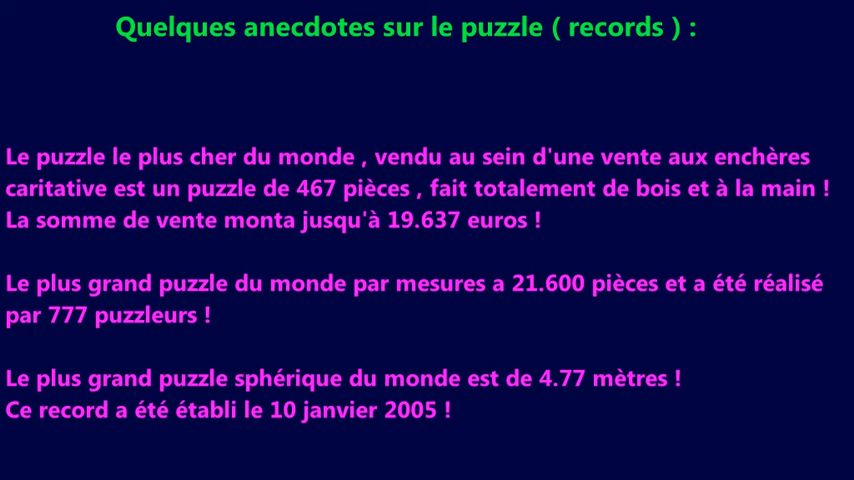 Quelques anecdotes sur le puzzle ( records ) :
Le puzzle le plus cher du monde , vendu au sein d'une vente aux enchères
caritative est un puzzle de 467 pièces , fait totalement de bois et à la main !
La somme de vente monta jusqu'à 19.637 euros !
Le plus grand puzzle du monde par mesures a 21.600 pièces et a été réalisé
par 777 puzzleurs !
Le plus grand puzzle sphérique du monde est de 4.77 mètres !
Ce record a été établi le 10 janvier 2005 !